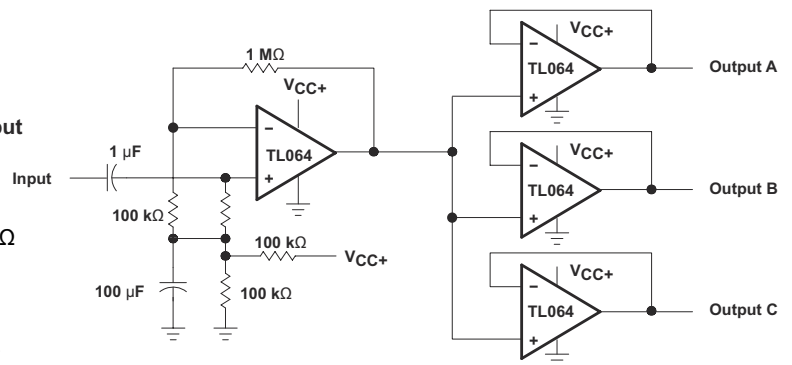 1 MΩ
VCC+
TL064
–
+
1 µF
Input
100 kΩ
100 kΩ
VCC+
100 µF
100 kΩ
Ω
VCC+
–
TL064
+
Output A
VCC+
–
TL064
+
Output B
VCC+
–
TL064
+
Output C